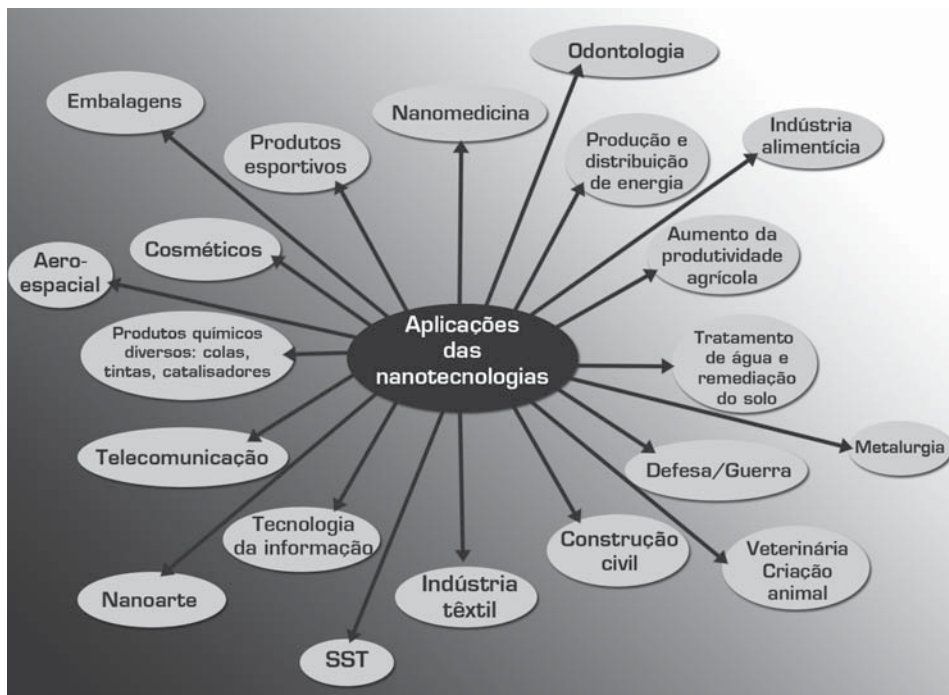 Odontologia
Embalagens
Nanomedicina
Produtos
esportivos
Produção e
distribuição
de energia
Indústria
alimentícia
Cosméticos
Aero-
espacial
Aumento da
produtividade
agrícola
Aplicações
das
nanotecnologias
Produtos químicos
diversos: colas,
tintas, catalisadores
Tratamento
de água e
remediação
do solo
Telecomunicação
Defesa/Guerra
Metalurgia
Tecnologia
da informação
Construção
civil
Veterinária
Criação
animal
Nanoarte
Indústria
têxtil
SST